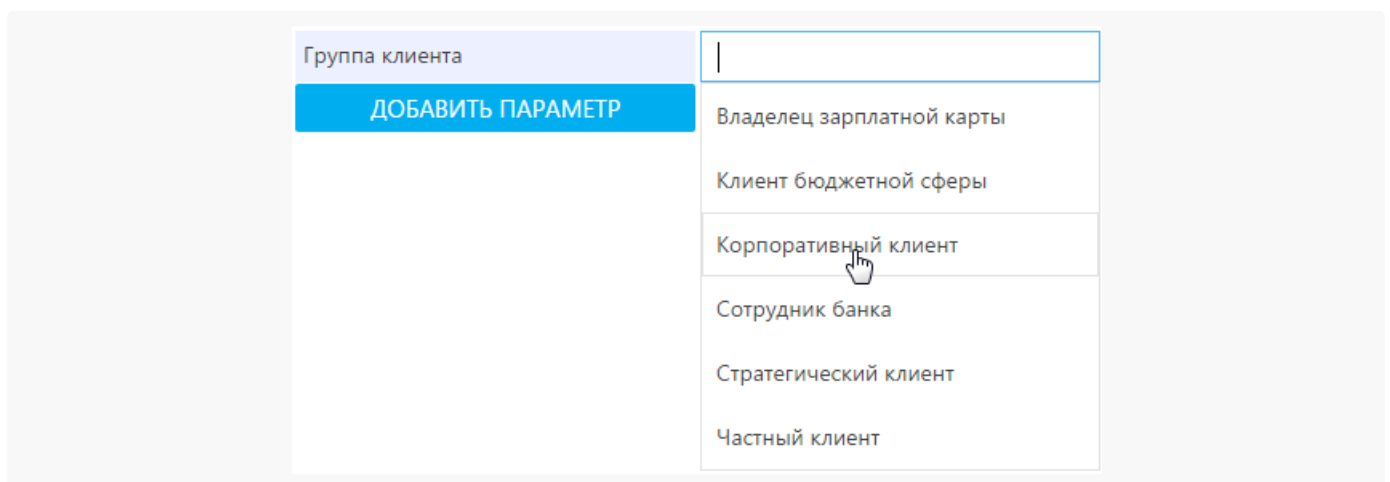 Группа клиента
ДОБАВИТЬ ПАРАМЕТР
Владелец зарплатной карты
Клиент бюджетной сферы
Корпоративный клиент
Сотрудник банка
Стратегический клиент
Частный клиент